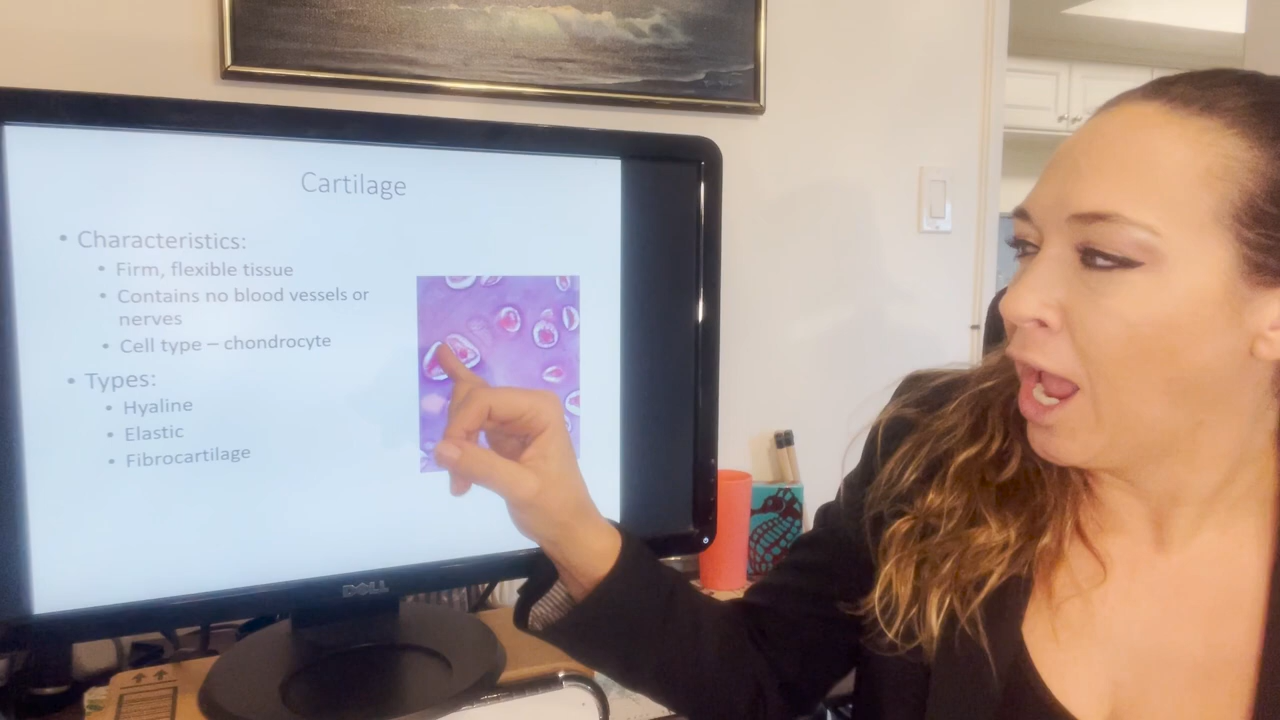 Cartilage
• Characteristics:
• Firm, flexible tissue
• Contains no blood vessels or
nerves
• Cell type – chondrocyte
• Types:
• Hyaline
• Elastic
• Fibrocartilage
DELL